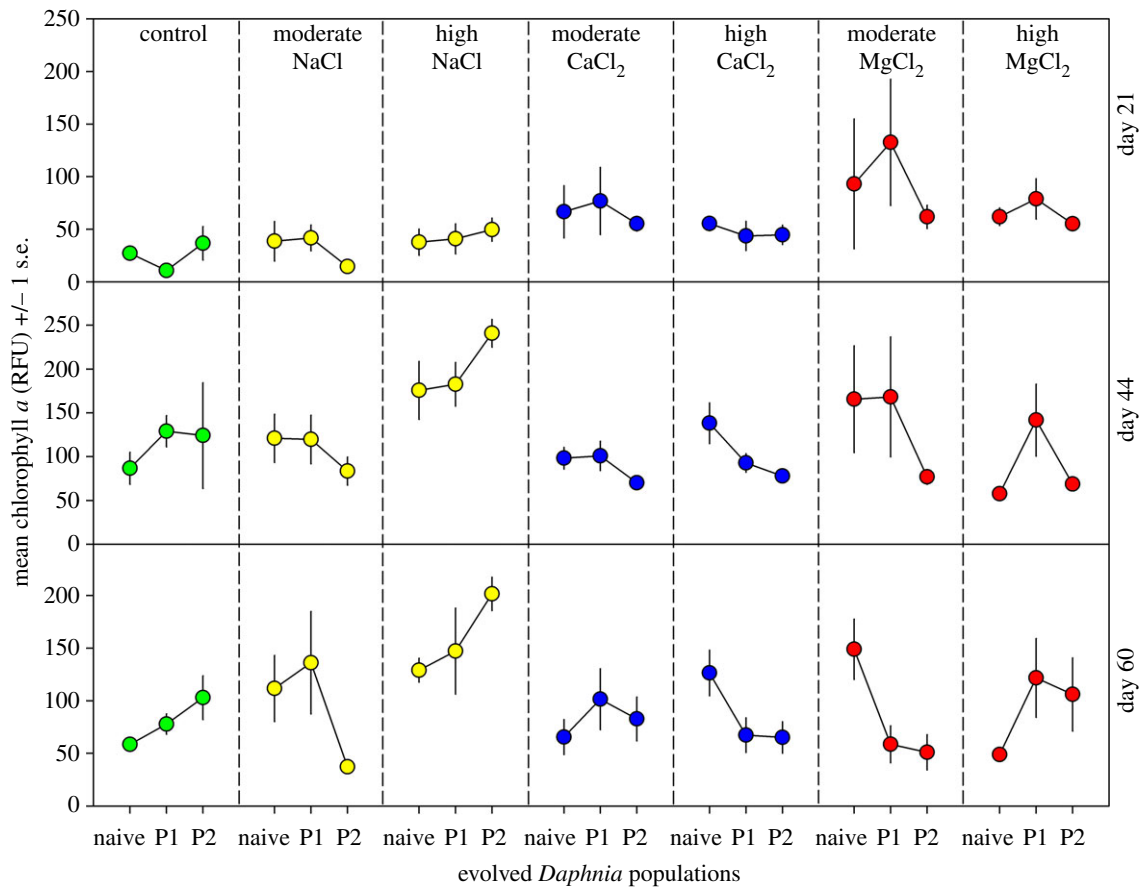 250
200
150
100
50
0
control
moderate
NaCl
high
NaCl
moderate
CaCl₂
high
CaCl₂
moderate
MgCl₂
high
MgCl₂
day 21
250
200
150
100
50
0
day 44
200
150
100
50
0
day 60
mean chlorophyll a (RFU) +/− 1 s.e.
naive P1 P2 naive P1 P2 naive P1 P2 naive P1 P2 naive P1 P2 naive P1 P2 naive P1 P2
evolved Daphnia populations